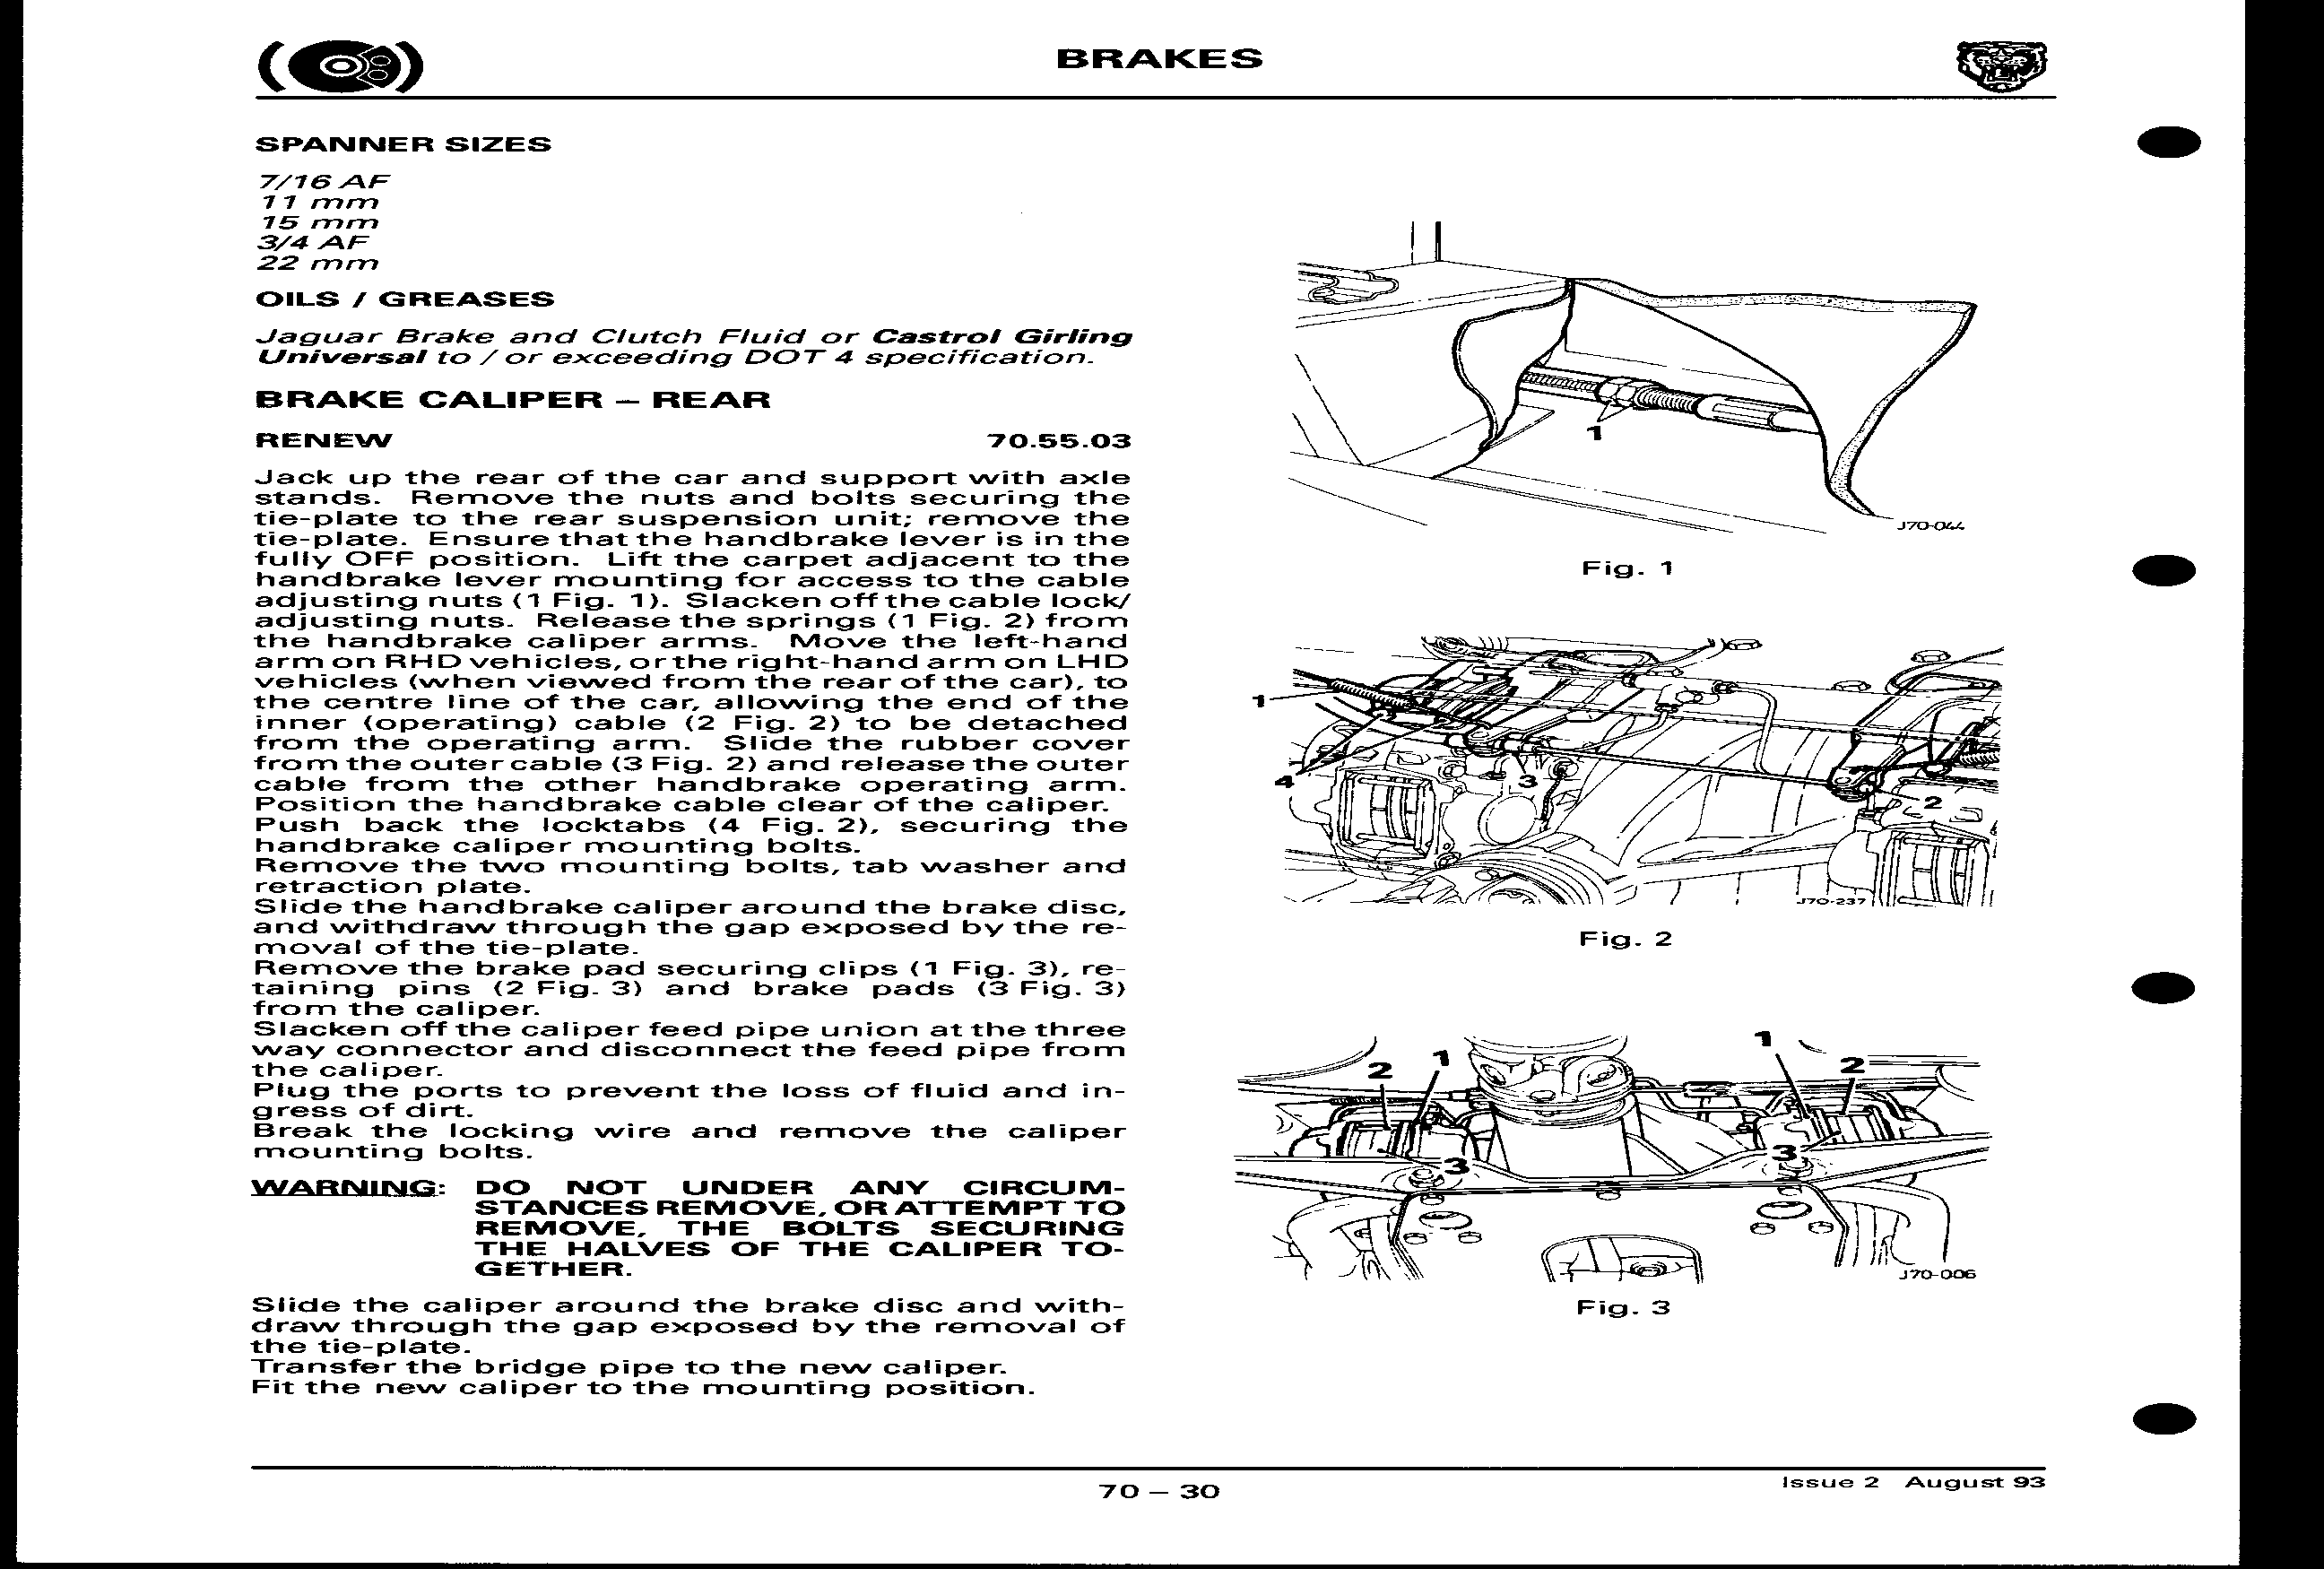 BRAKES
SPANNER SIZES
7/16 AF
11 mm
15 mm
3/4 AF
22 mm
OILS / GREASES
Jaguar Brake and Clutch Fluid or Castrol Girling
Universal to / or exceeding DOT 4 specification.
BRAKE CALIPER – REAR
RENEW 70.55.03
Jack up the rear of the car and support with axle
stands. Remove the nuts and bolts securing the
tie-plate to the rear suspension unit; remove the
tie-plate. Ensure that the handbrake lever is in the
fully OFF position. Lift the carpet adjacent to the
handbrake lever mounting for access to the cable
adjusting nuts (1 Fig. 1). Slacken off the cable lock/
adjusting nuts. Release the springs (1 Fig. 2) from
the handbrake caliper arms. Move the left-hand
arm on RHD vehicles, or the right-hand arm on LHD
vehicles (when viewed from the rear of the car), to
the centre line of the car, allowing the end of the
inner (operating) cable (2 Fig. 2) to be detached
from the operating arm. Slide the rubber cover
from the outer cable (3 Fig. 2) and release the outer
cable from the other handbrake operating arm.
Position the handbrake cable clear of the caliper.
Push back the locktabs (4 Fig. 2), securing the
handbrake caliper mounting bolts.
Remove the two mounting bolts, tab washer and
retraction plate.
Slide the handbrake caliper around the brake disc,
and withdraw through the gap exposed by the re-
moval of the tie-plate.
Remove the brake pad securing clips (1 Fig. 3), re-
taining pins (2 Fig. 3) and brake pads (3 Fig. 3)
from the caliper.
Slacken off the caliper feed pipe union at the three
way connector and disconnect the feed pipe from
the caliper.
Plug the ports to prevent the loss of fluid and in-
gress of dirt.
Break the locking wire and remove the caliper
mounting bolts.
WARNING: DO NOT UNDER ANY CIRCUM-
STANCES REMOVE, OR ATTEMPT TO
REMOVE, THE BOLTS SECURING
THE HALVES OF THE CALIPER TO-
GETHER.
Slide the caliper around the brake disc and with-
draw through the gap exposed by the removal of
the tie-plate.
Transfer the bridge pipe to the new caliper.
Fit the new caliper to the mounting position.
1
J70-044
Fig. 1
1
4
3
2
J70-237
Fig. 2
1
1
2
2
3
3
J70-006
Fig. 3
70 – 30
Issue 2 August 93